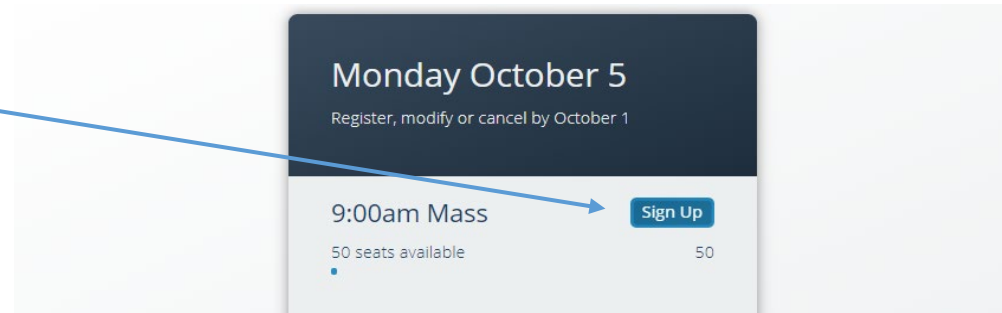 Monday October 5
Register, modify or cancel by October 1
9:00am Mass Sign Up
50 seats available 50